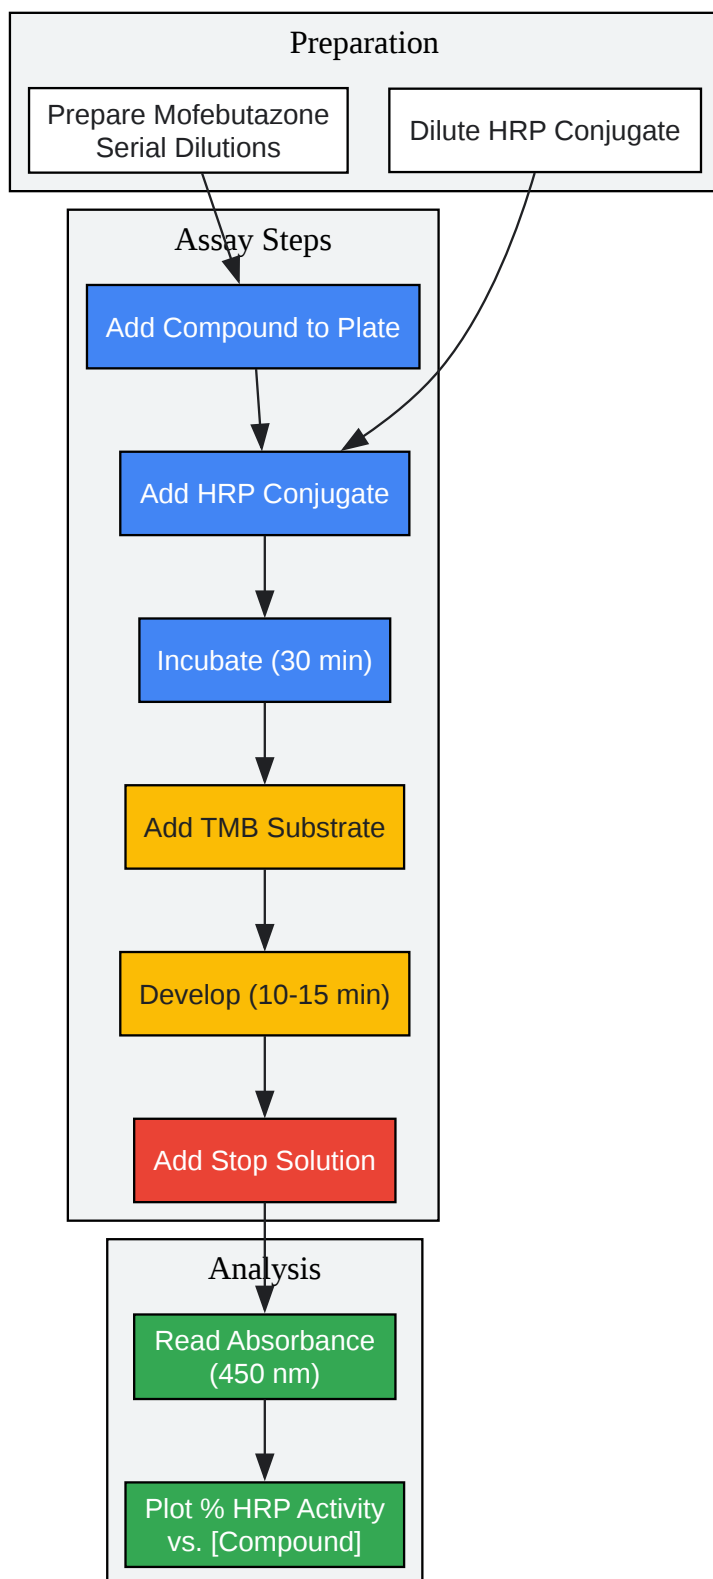 Preparation
Prepare Mofebutazone
Serial Dilutions
Dilute HRP Conjugate
Assay Steps
Add Compound to Plate
Add HRP Conjugate
Incubate (30 min)
Add TMB Substrate
Develop (10-15 min)
Add Stop Solution
Analysis
Read Absorbance
(450 nm)
Plot % HRP Activity
vs. [Compound]